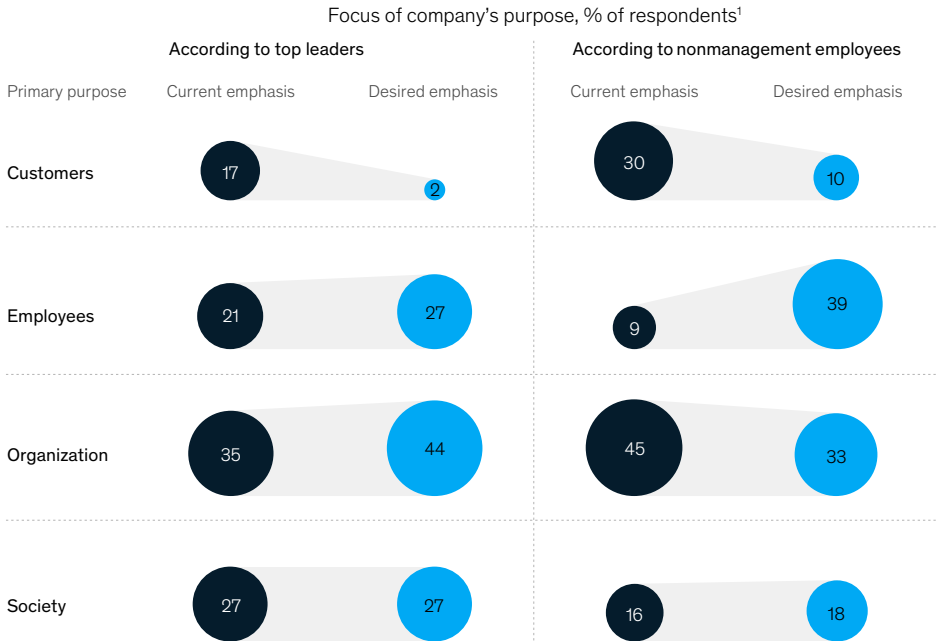 Focus of company’s purpose, % of respondents¹
According to top leaders According to nonmanagement employees
Primary purpose Current emphasis Desired emphasis Current emphasis Desired emphasis
Customers 17 2 30 10
Employees 21 27 9 39
Organization 35 44 45 33
Society 27 27 16 18